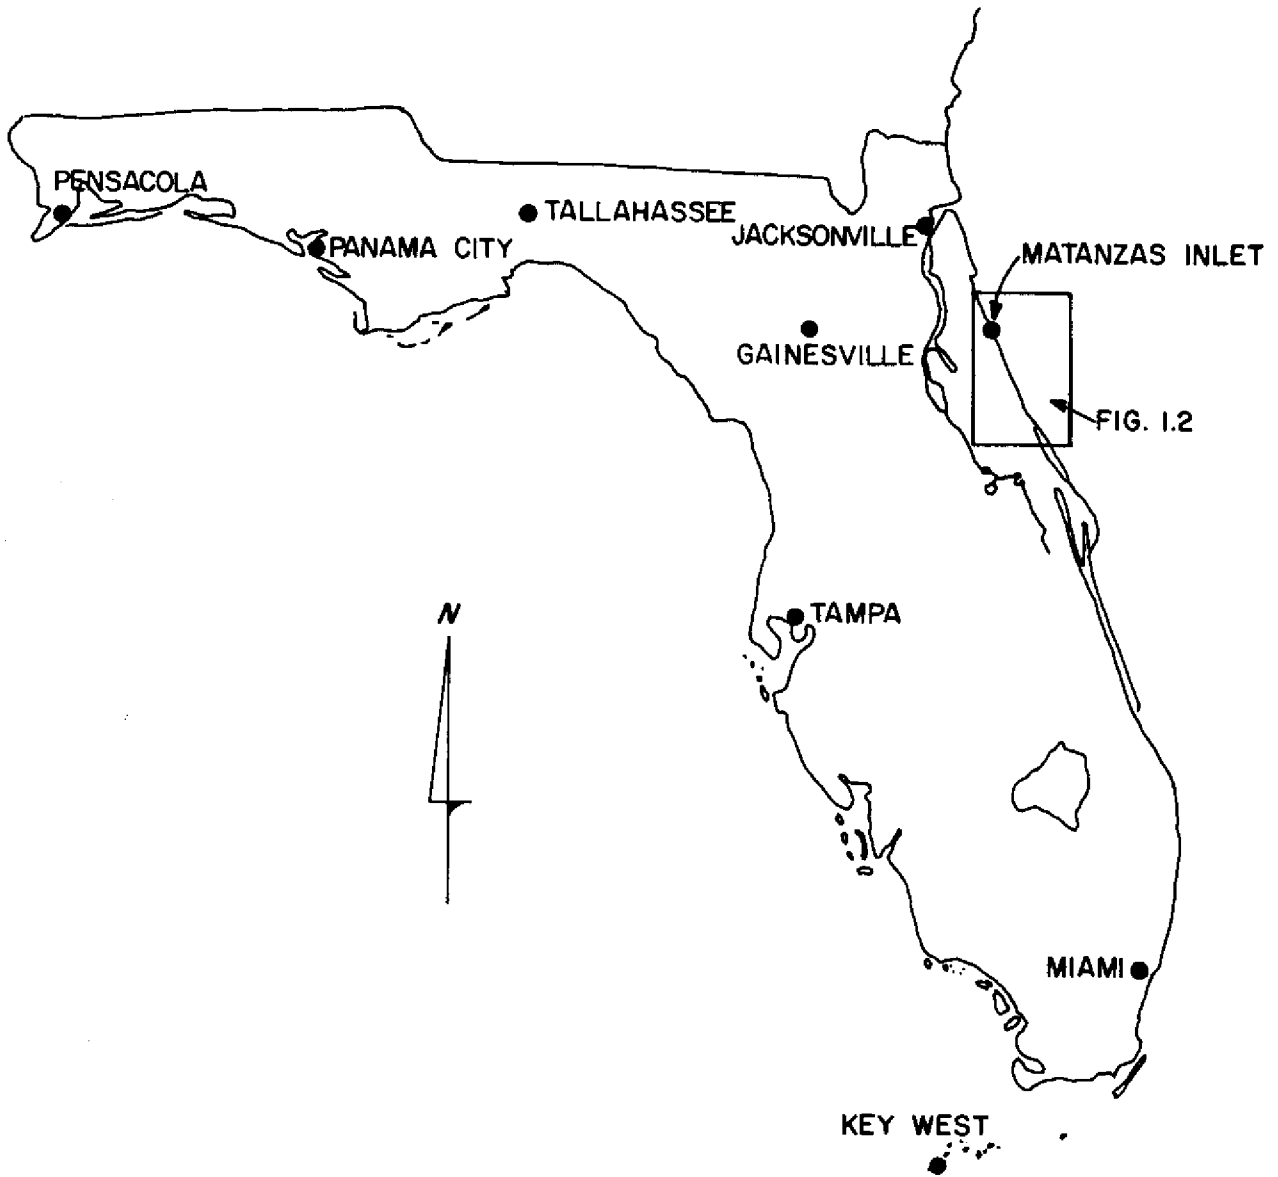 PENSACOLA
TALLAHASSEE
JACKSONVILLE
PANAMA CITY
MATANZAS INLET
GAINESVILLE
FIG. 1.2
N
TAMPA
MIAMI
KEY WEST